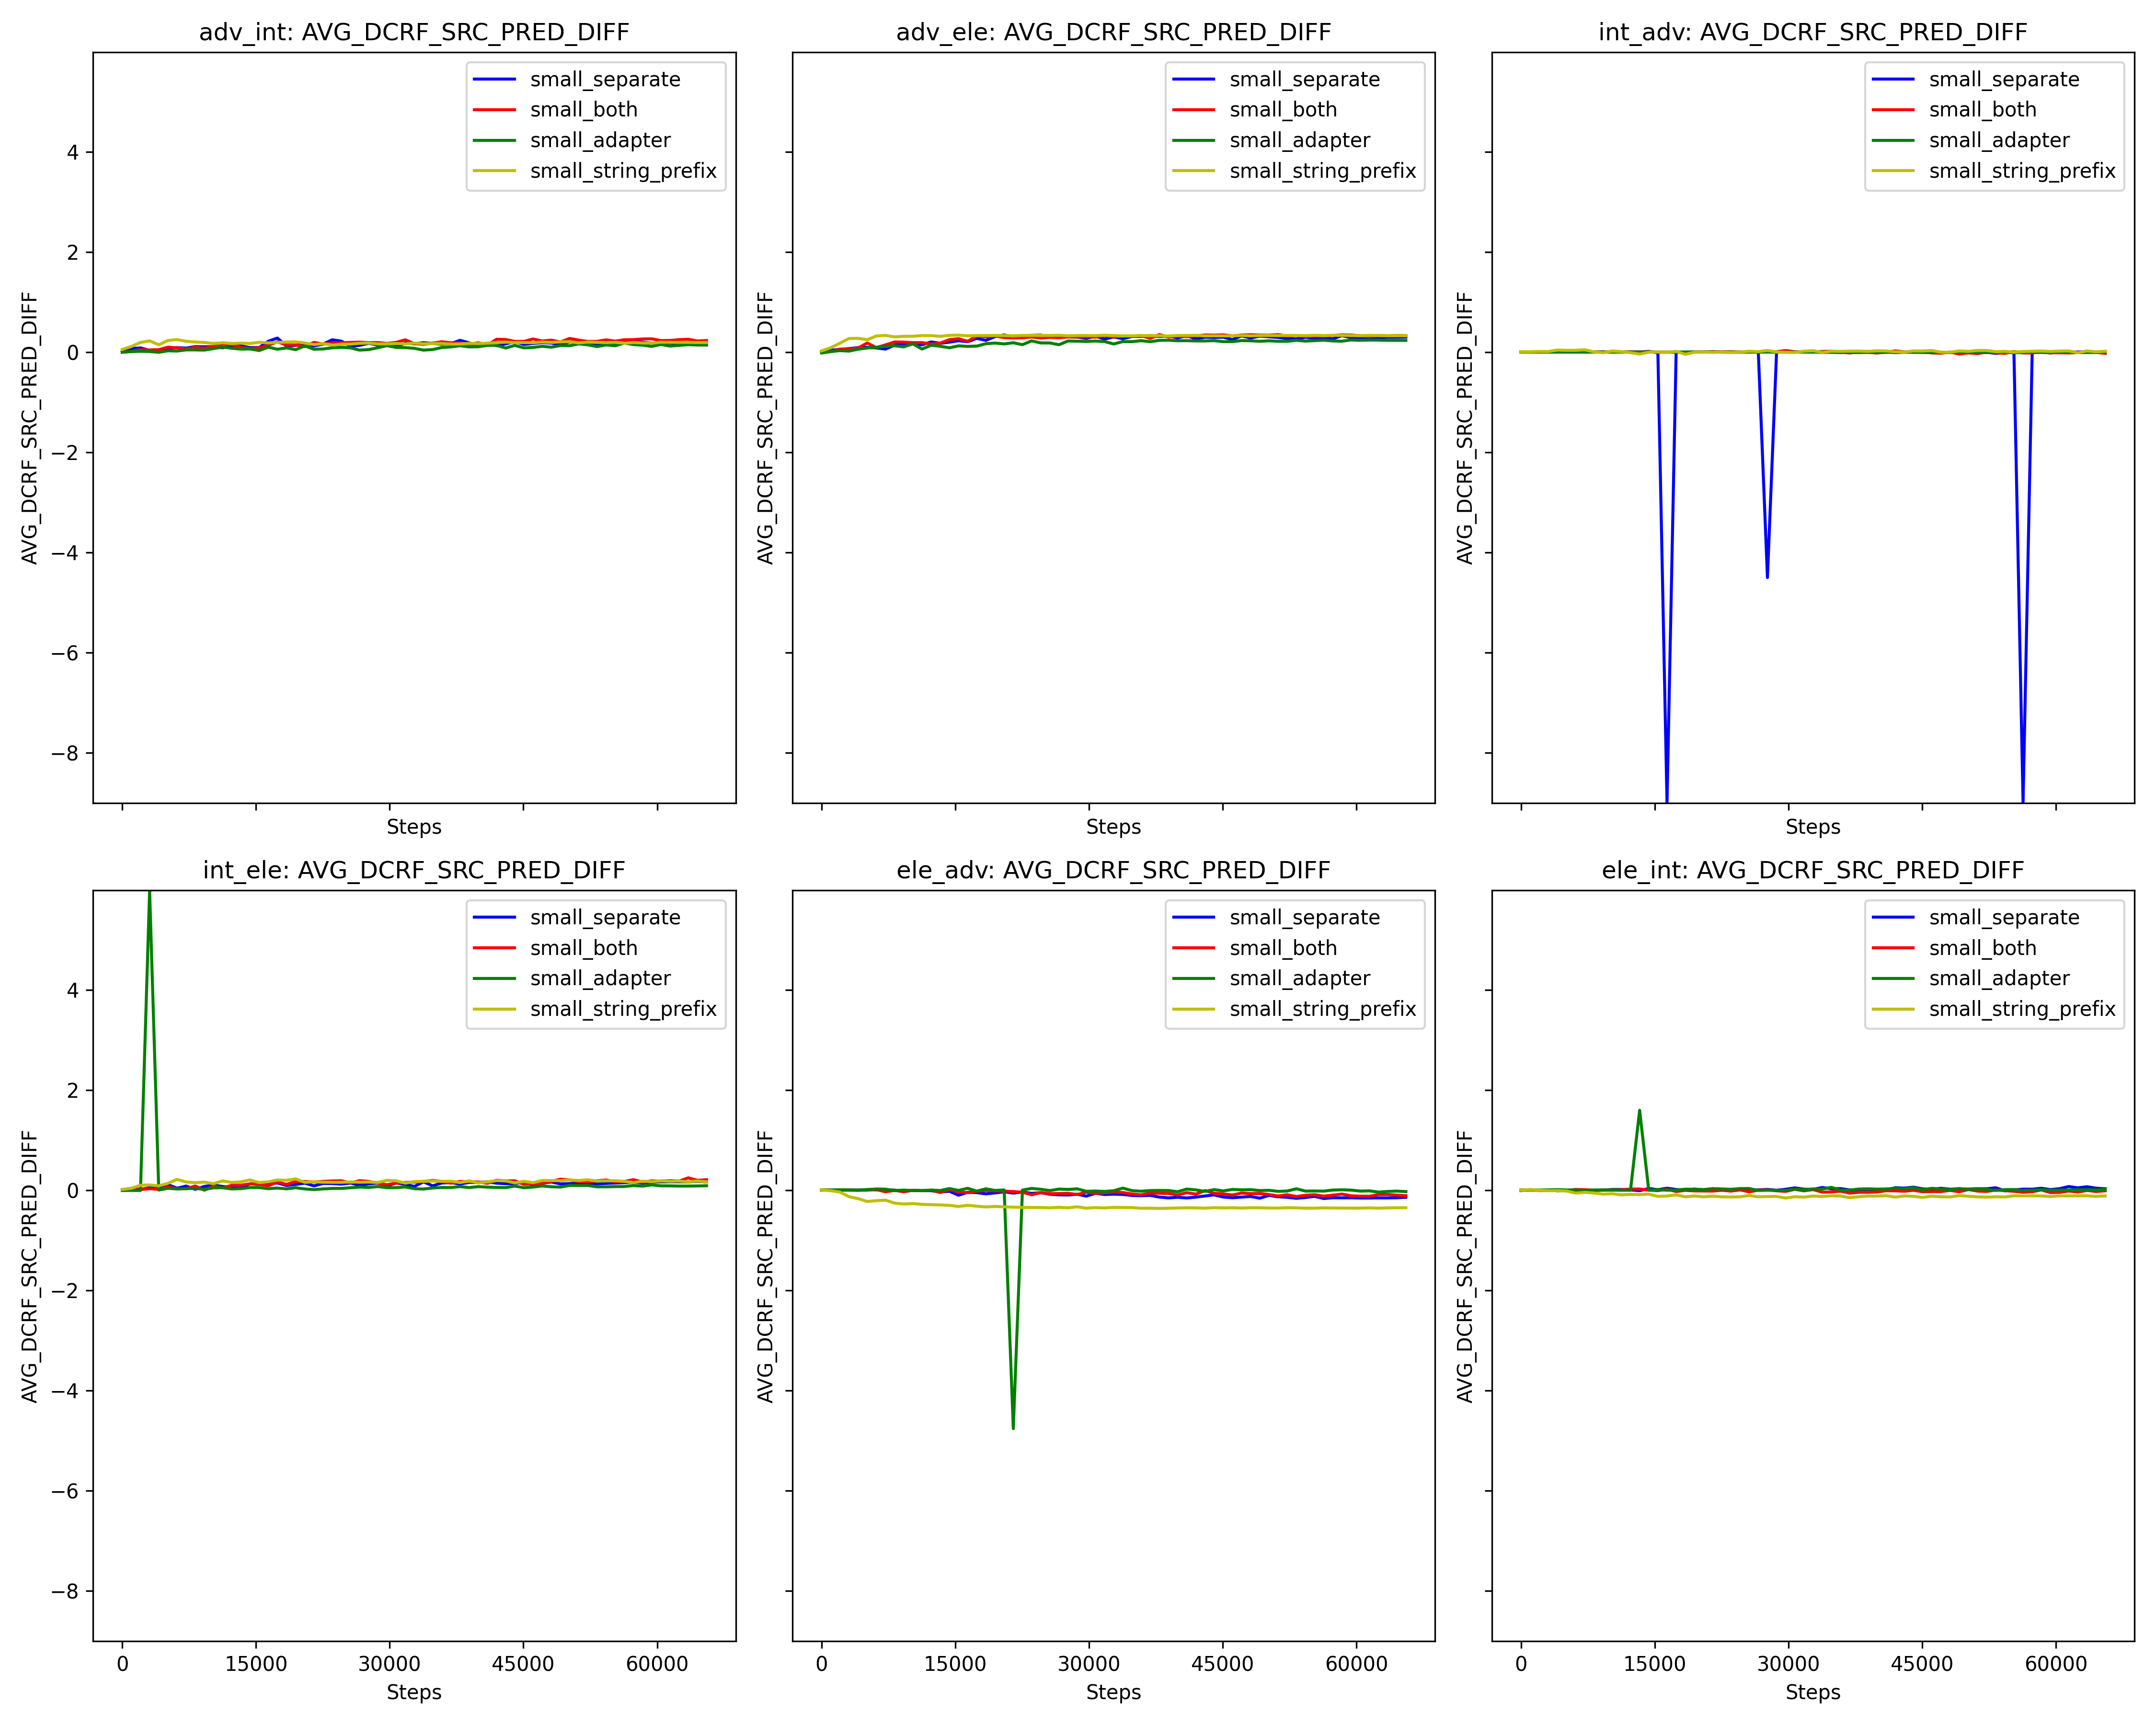 adv_int: AVG_DCRF_SRC_PRED_DIFF
AVG_DCRF_SRC_PRED_DIFF
4
2
0
−2
−4
−6
−8
small_separate
small_both
small_adapter
small_string_prefix
Steps
adv_ele: AVG_DCRF_SRC_PRED_DIFF
AVG_DCRF_SRC_PRED_DIFF
small_separate
small_both
small_adapter
small_string_prefix
Steps
int_adv: AVG_DCRF_SRC_PRED_DIFF
AVG_DCRF_SRC_PRED_DIFF
small_separate
small_both
small_adapter
small_string_prefix
Steps
int_ele: AVG_DCRF_SRC_PRED_DIFF
AVG_DCRF_SRC_PRED_DIFF
4
2
0
−2
−4
−6
−8
small_separate
small_both
small_adapter
small_string_prefix
0 15000 30000 45000 60000
Steps
ele_adv: AVG_DCRF_SRC_PRED_DIFF
AVG_DCRF_SRC_PRED_DIFF
small_separate
small_both
small_adapter
small_string_prefix
0 15000 30000 45000 60000
Steps
ele_int: AVG_DCRF_SRC_PRED_DIFF
AVG_DCRF_SRC_PRED_DIFF
small_separate
small_both
small_adapter
small_string_prefix
0 15000 30000 45000 60000
Steps